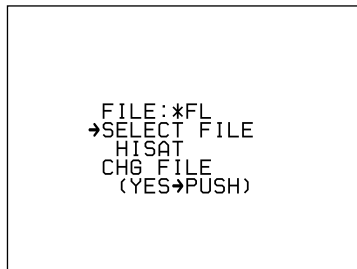 FILE:*FL
➔SELECT FILE
HISAT
CHG FILE
(YES➔PUSH)